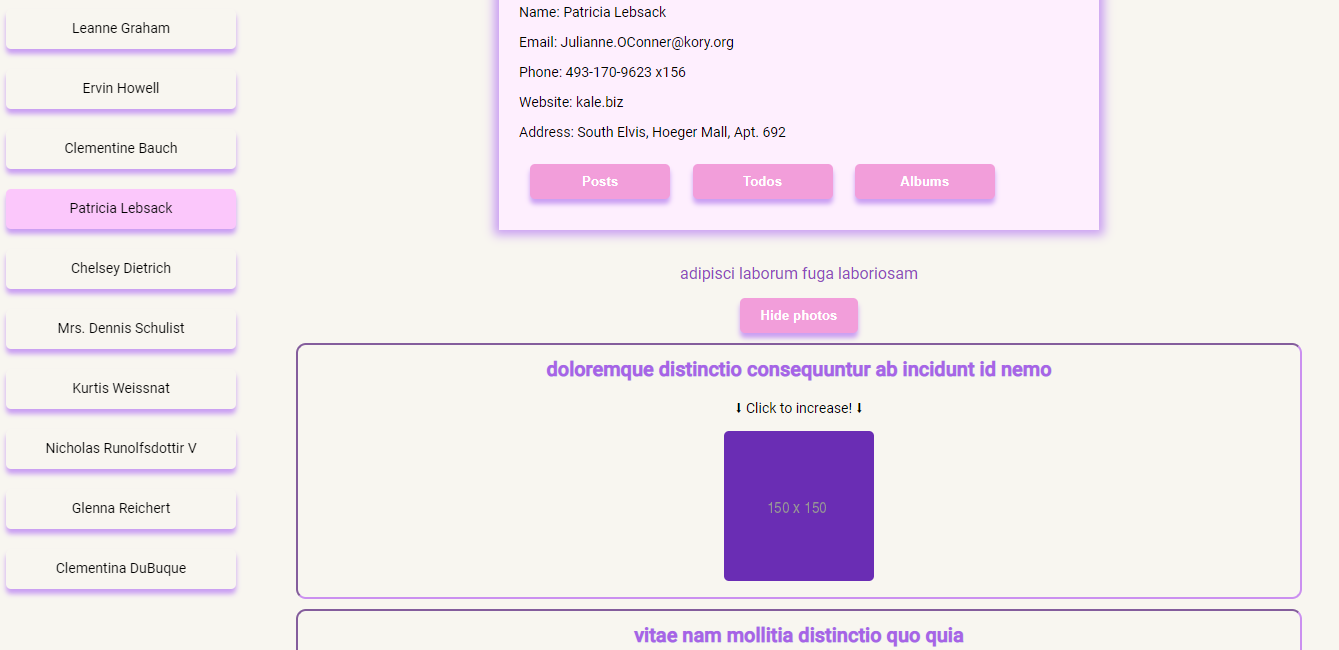 Leanne Graham
Ervin Howell
Clementine Bauch
Patricia Lebsack
Chelsey Dietrich
Mrs. Dennis Schulist
Kurtis Weissnat
Nicholas Runolfsdottir V
Glenna Reichert
Clementina DuBuque
Name: Patricia Lebsack
Email: Julianne.OConner@kory.org
Phone: 493-170-9623 x156
Website: kale.biz
Address: South Elvis, Hoeger Mall, Apt. 692
Posts Todos Albums
adipisci laborum fuga laboriosam
Hide photos
doloremque distinctio consequuntur ab incidunt id nemo
⬇ Click to increase! ⬇
150 x 150
vitae nam mollitia distinctio quo quia